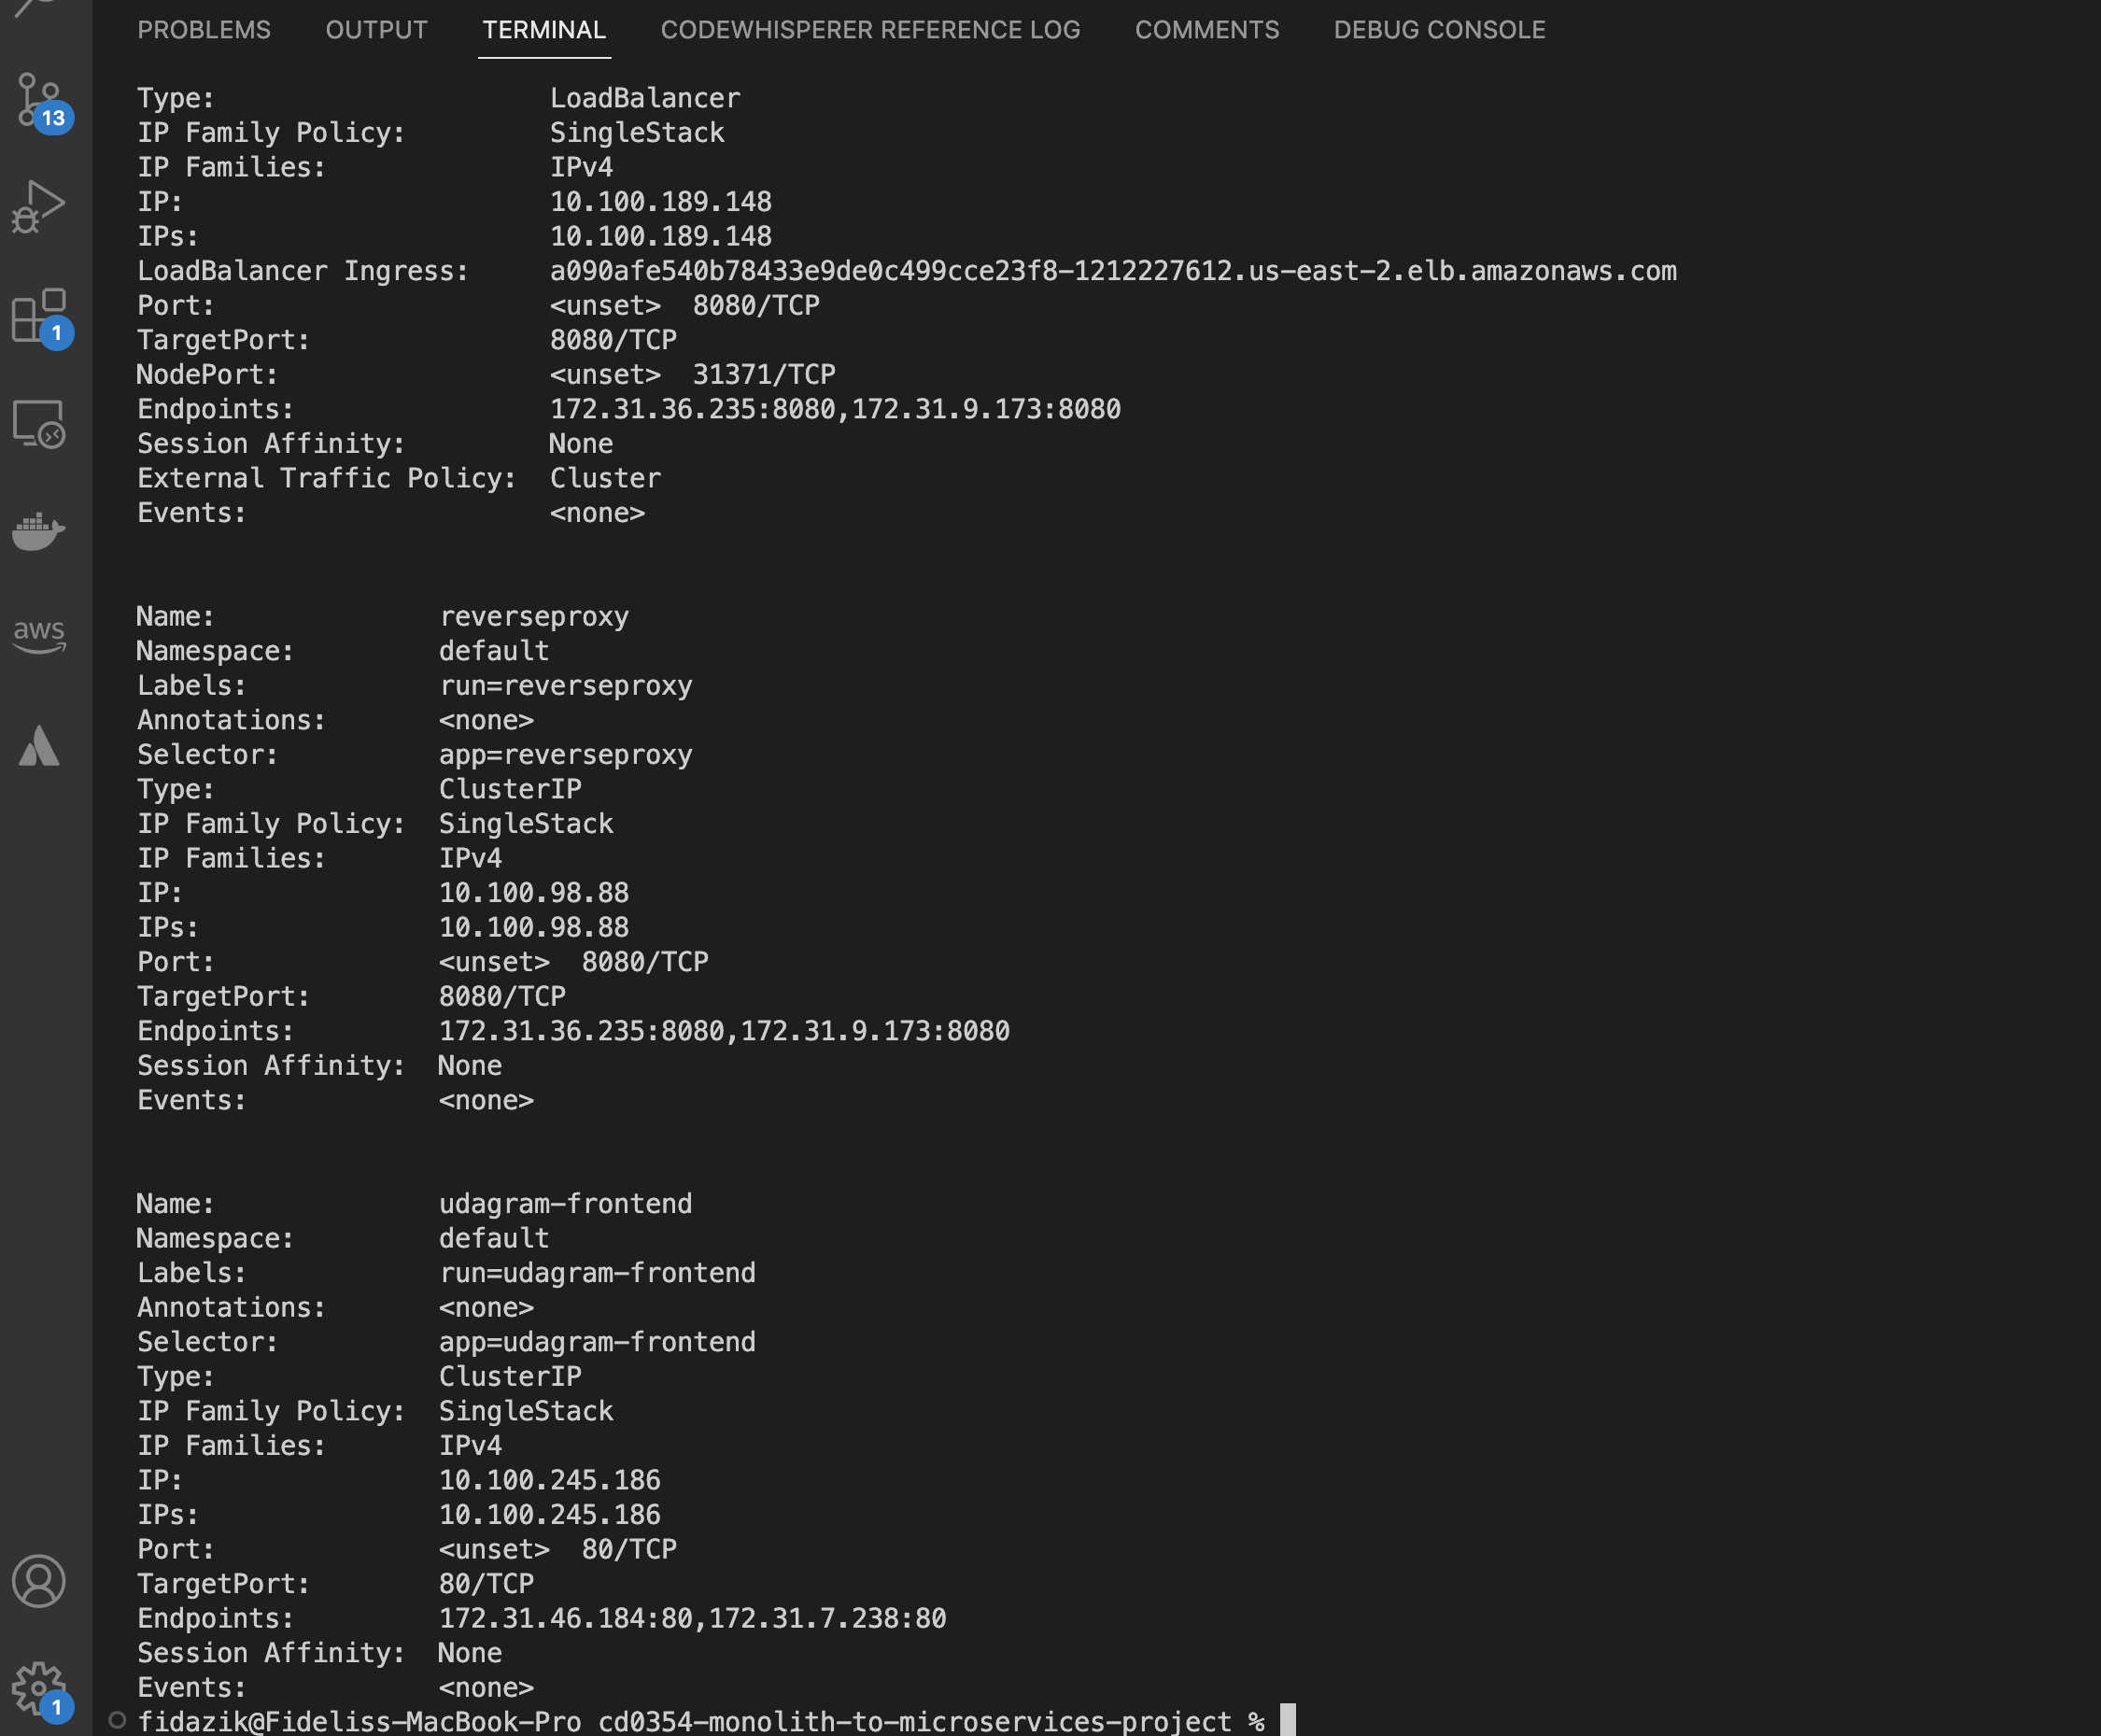 PROBLEMS OUTPUT TERMINAL CODEWHISPERER REFERENCE LOG COMMENTS DEBUG CONSOLE
13
1
aws
1
Type: LoadBalancer
IP Family Policy: SingleStack
IP Families: IPv4
IP: 10.100.189.148
IPs: 10.100.189.148
LoadBalancer Ingress: a090afe540b78433e9de0c499cce23f8-1212227612.us-east-2.elb.amazonaws.com
Port: <unset> 8080/TCP
TargetPort: 8080/TCP
NodePort: <unset> 31371/TCP
Endpoints: 172.31.36.235:8080,172.31.9.173:8080
Session Affinity: None
External Traffic Policy: Cluster
Events: <none>
Name: reverseproxy
Namespace: default
Labels: run=reverseproxy
Annotations: <none>
Selector: app=reverseproxy
Type: ClusterIP
IP Family Policy: SingleStack
IP Families: IPv4
IP: 10.100.98.88
IPs: 10.100.98.88
Port: <unset> 8080/TCP
TargetPort: 8080/TCP
Endpoints: 172.31.36.235:8080,172.31.9.173:8080
Session Affinity: None
Events: <none>
Name: udagram-frontend
Namespace: default
Labels: run=udagram-frontend
Annotations: <none>
Selector: app=udagram-frontend
Type: ClusterIP
IP Family Policy: SingleStack
IP Families: IPv4
IP: 10.100.245.186
IPs: 10.100.245.186
Port: <unset> 80/TCP
TargetPort: 80/TCP
Endpoints: 172.31.46.184:80,172.31.7.238:80
Session Affinity: None
Events: <none>
fidazik@Fideliss-MacBook-Pro cd0354-monolith-to-microservices-project %